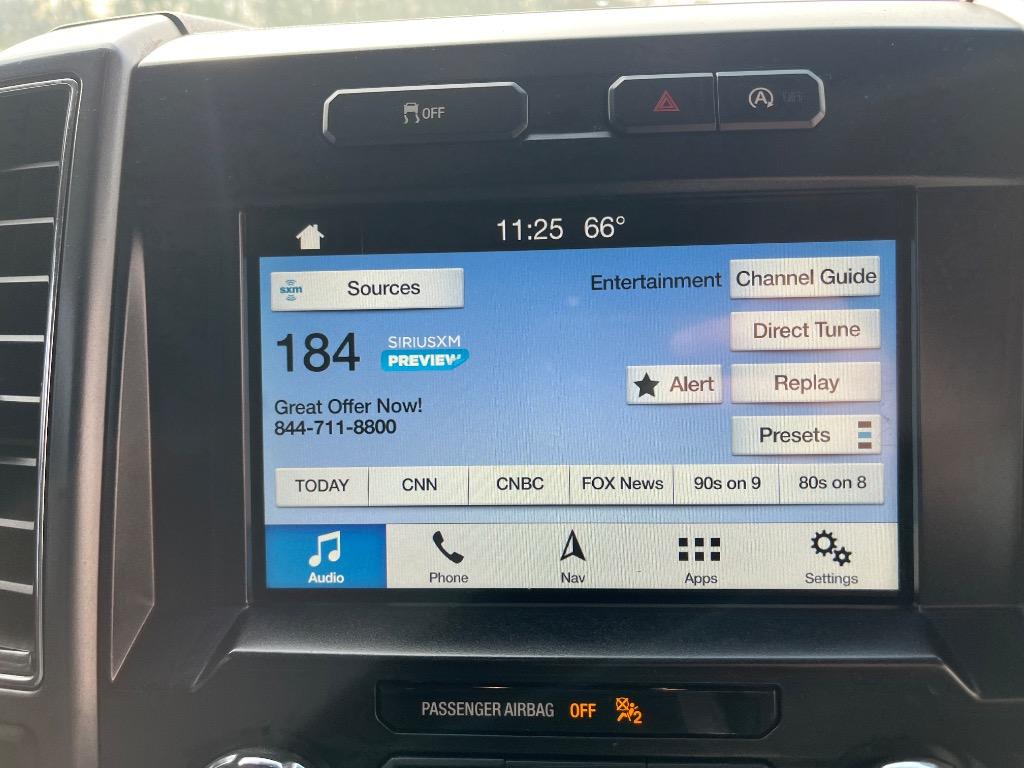 OFF
A OFF
11:25 66°
sxm Sources
Entertainment
Channel Guide
184
SIRIUSXM
PREVIEW
Direct Tune
Alert
Replay
Great Offer Now!
844-711-8800
Presets
TODAY CNN CNBC FOX News 90s on 9 80s on 8
Audio Phone Nav Apps Settings
PASSENGER AIRBAG OFF 2